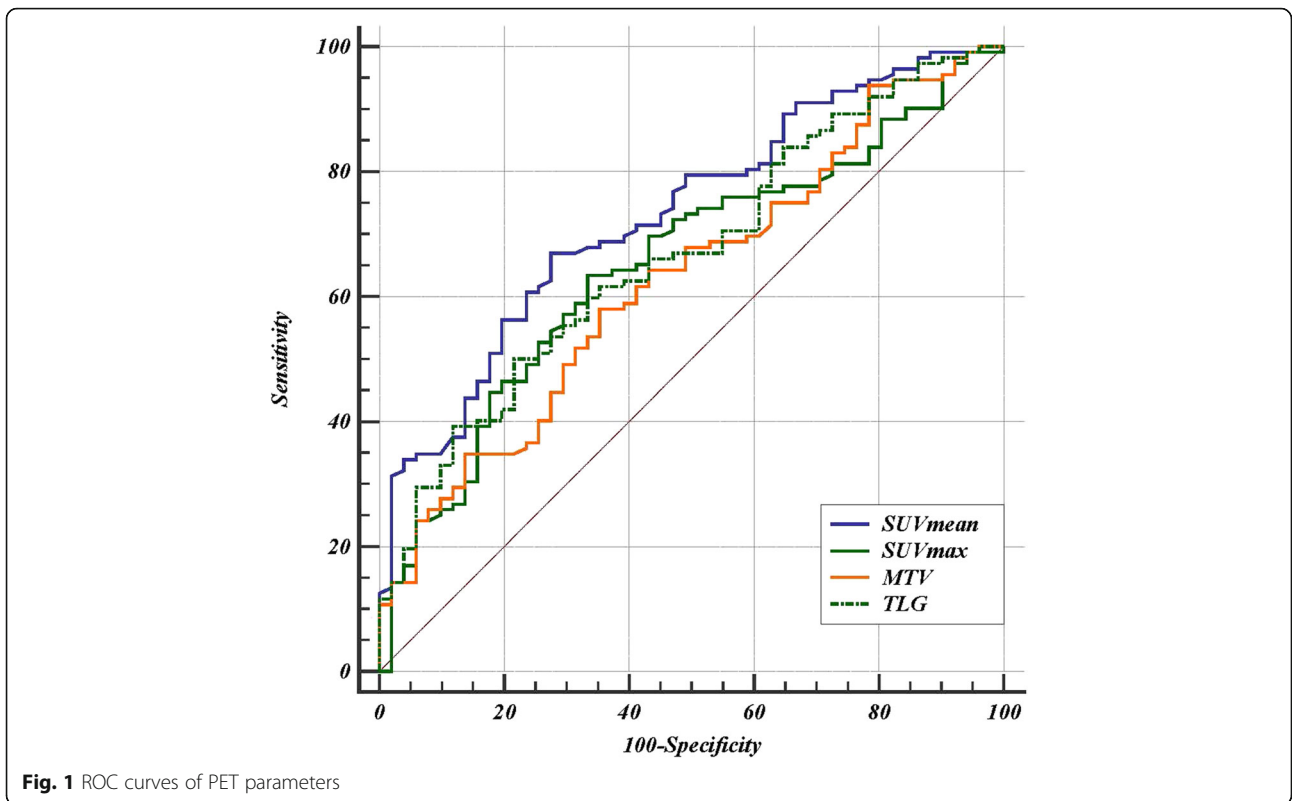 100
80
60
40
20
0
Sensitivity
0 20 40 60 80 100
100-Specificity
SUVmean
SUVmax
MTV
TLG
Fig. 1 ROC curves of PET parameters